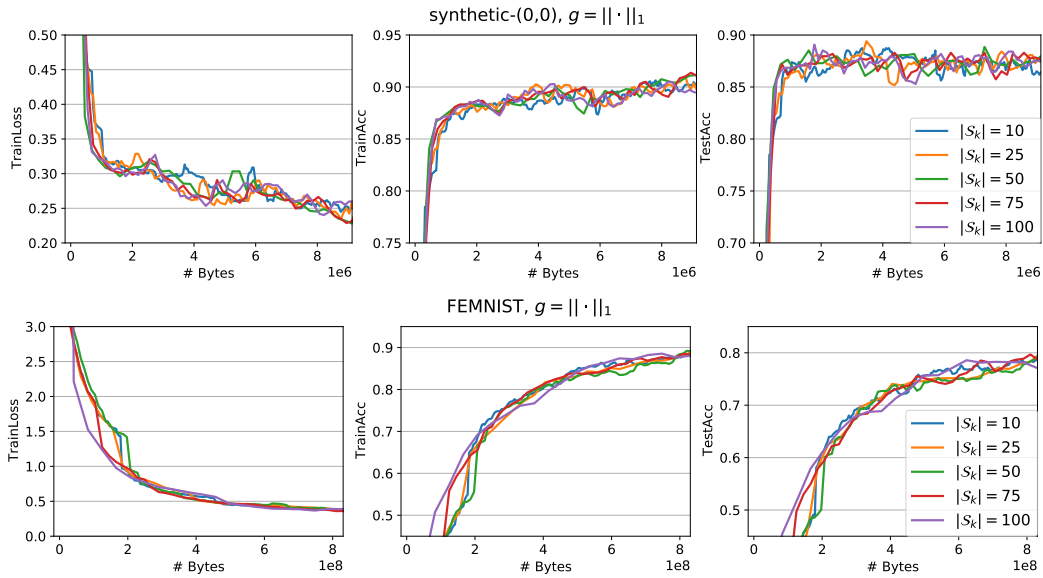 synthetic-(0,0), g = || · ||₁
0.50
0.45
0.40
0.35
0.30
0.25
0.20
TrainLoss
0 2 4 6 8
# Bytes
1e6
0.95
0.90
0.85
0.80
0.75
TrainAcc
0 2 4 6 8
# Bytes
1e6
0.90
0.85
0.80
0.75
0.70
TestAcc
0 2 4 6 8
# Bytes
1e6
|𝒮ₖ| = 10
|𝒮ₖ| = 25
|𝒮ₖ| = 50
|𝒮ₖ| = 75
|𝒮ₖ| = 100
FEMNIST, g = || · ||₁
3.0
2.5
2.0
1.5
1.0
0.5
0.0
TrainLoss
0 2 4 6 8
# Bytes
1e8
0.9
0.8
0.7
0.6
0.5
TrainAcc
0 2 4 6 8
# Bytes
1e8
0.8
0.7
0.6
0.5
TestAcc
0 2 4 6 8
# Bytes
1e8
|𝒮ₖ| = 10
|𝒮ₖ| = 25
|𝒮ₖ| = 50
|𝒮ₖ| = 75
|𝒮ₖ| = 100